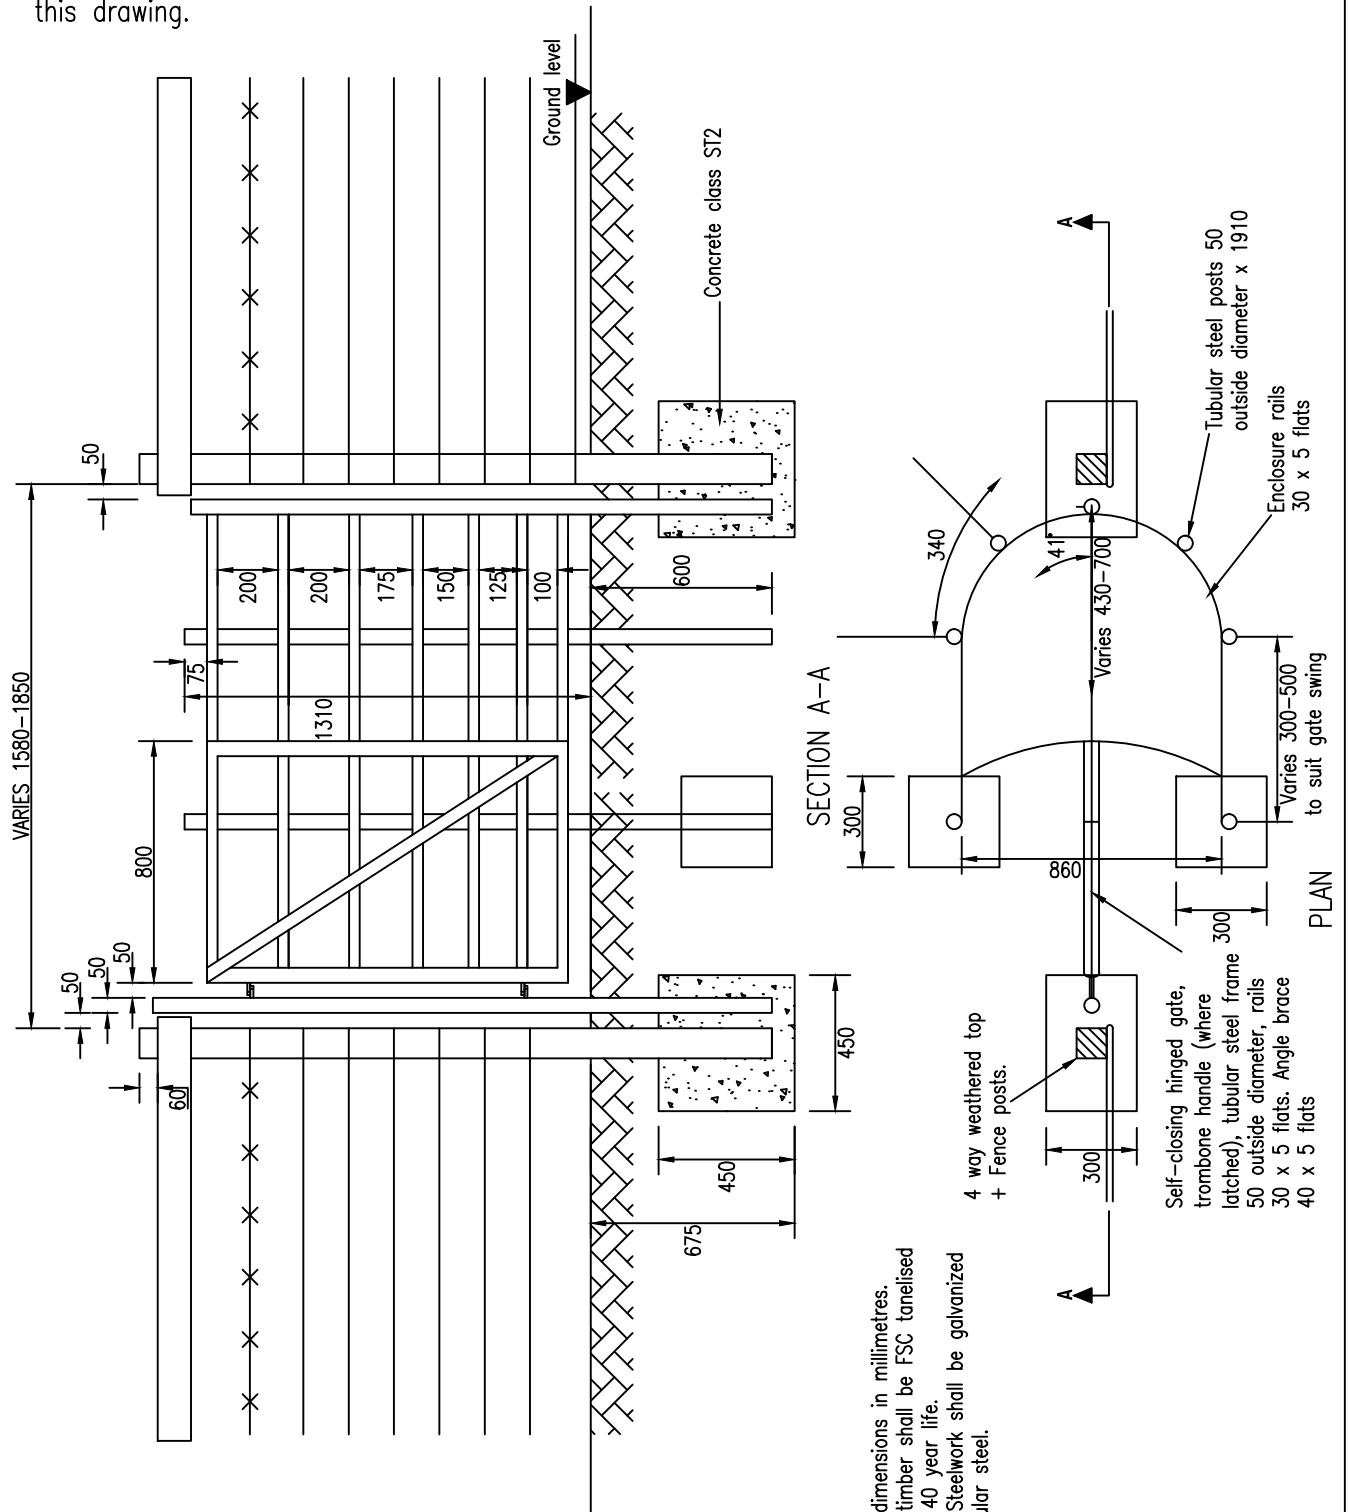 this drawing.
Ground level
Concrete class ST2
VARIES 1580-1850
50
200
200
175
150
125
100
600
75
1310
800
50
50
50
60
450
450
675
SECTION A-A
A
Tubular steel posts 50
outside diameter x 1910
Enclosure rails
30 x 5 flats
340
41°
Varies 430-700
Varies 300-500
to suit gate swing
300
860
300
PLAN
4 way weathered top
+ Fence posts.
300
Self-closing hinged gate,
trombone handle (where
latched), tubular steel frame
50 outside diameter, rails
30 x 5 flats. Angle brace
40 x 5 flats
A
dimensions in millimetres.
timber shall be FSC tanelised
40 year life.
Steelwork shall be galvanized
ular steel.